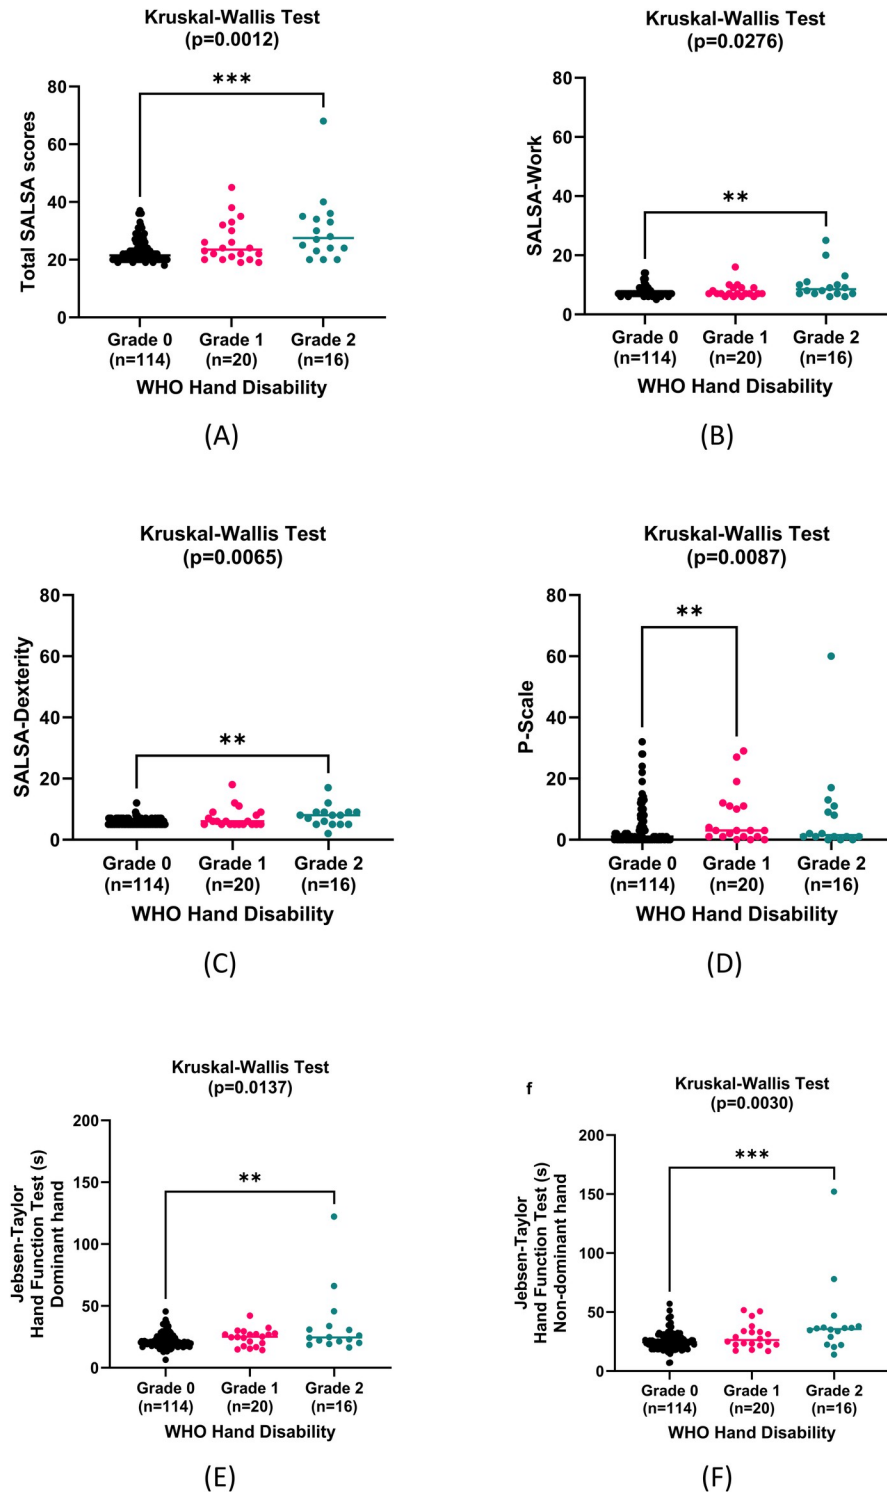 Kruskal-Wallis Test
(p=0.0012)
***
Total SALSA scores
80
60
40
20
0
Grade 0
(n=114)
Grade 1
(n=20)
Grade 2
(n=16)
WHO Hand Disability
(A)
Kruskal-Wallis Test
(p=0.0276)
**
SALSA-Work
80
60
40
20
0
Grade 0
(n=114)
Grade 1
(n=20)
Grade 2
(n=16)
WHO Hand Disability
(B)
Kruskal-Wallis Test
(p=0.0065)
**
SALSA-Dexterity
80
60
40
20
0
Grade 0
(n=114)
Grade 1
(n=20)
Grade 2
(n=16)
WHO Hand Disability
(C)
Kruskal-Wallis Test
(p=0.0087)
**
P-Scale
80
60
40
20
0
Grade 0
(n=114)
Grade 1
(n=20)
Grade 2
(n=16)
WHO Hand Disability
(D)
Kruskal-Wallis Test
(p=0.0137)
**
Jebsen-Taylor
Hand Function Test (s)
Dominant hand
200
150
100
50
0
Grade 0
(n=114)
Grade 1
(n=20)
Grade 2
(n=16)
WHO Hand Disability
(E)
f
Kruskal-Wallis Test
(p=0.0030)
***
Jebsen-Taylor
Hand Function Test (s)
Non-dominant hand
200
150
100
50
0
Grade 0
(n=114)
Grade 1
(n=20)
Grade 2
(n=16)
WHO Hand Disability
(F)